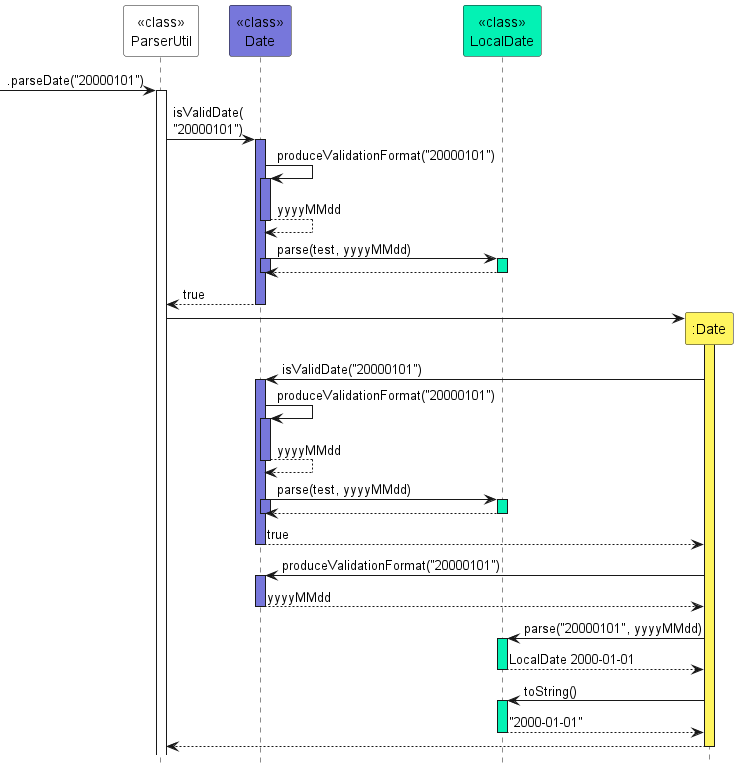 «class»
ParserUtil
«class»
Date
«class»
LocalDate
.parseDate("20000101")
isValidDate(
"20000101")
produceValidationFormat("20000101")
yyyyMMdd
parse(test, yyyyMMdd)
true
:Date
isValidDate("20000101")
produceValidationFormat("20000101")
yyyyMMdd
parse(test, yyyyMMdd)
true
produceValidationFormat("20000101")
yyyyMMdd
parse("20000101", yyyyMMdd)
LocalDate 2000-01-01
toString()
"2000-01-01"